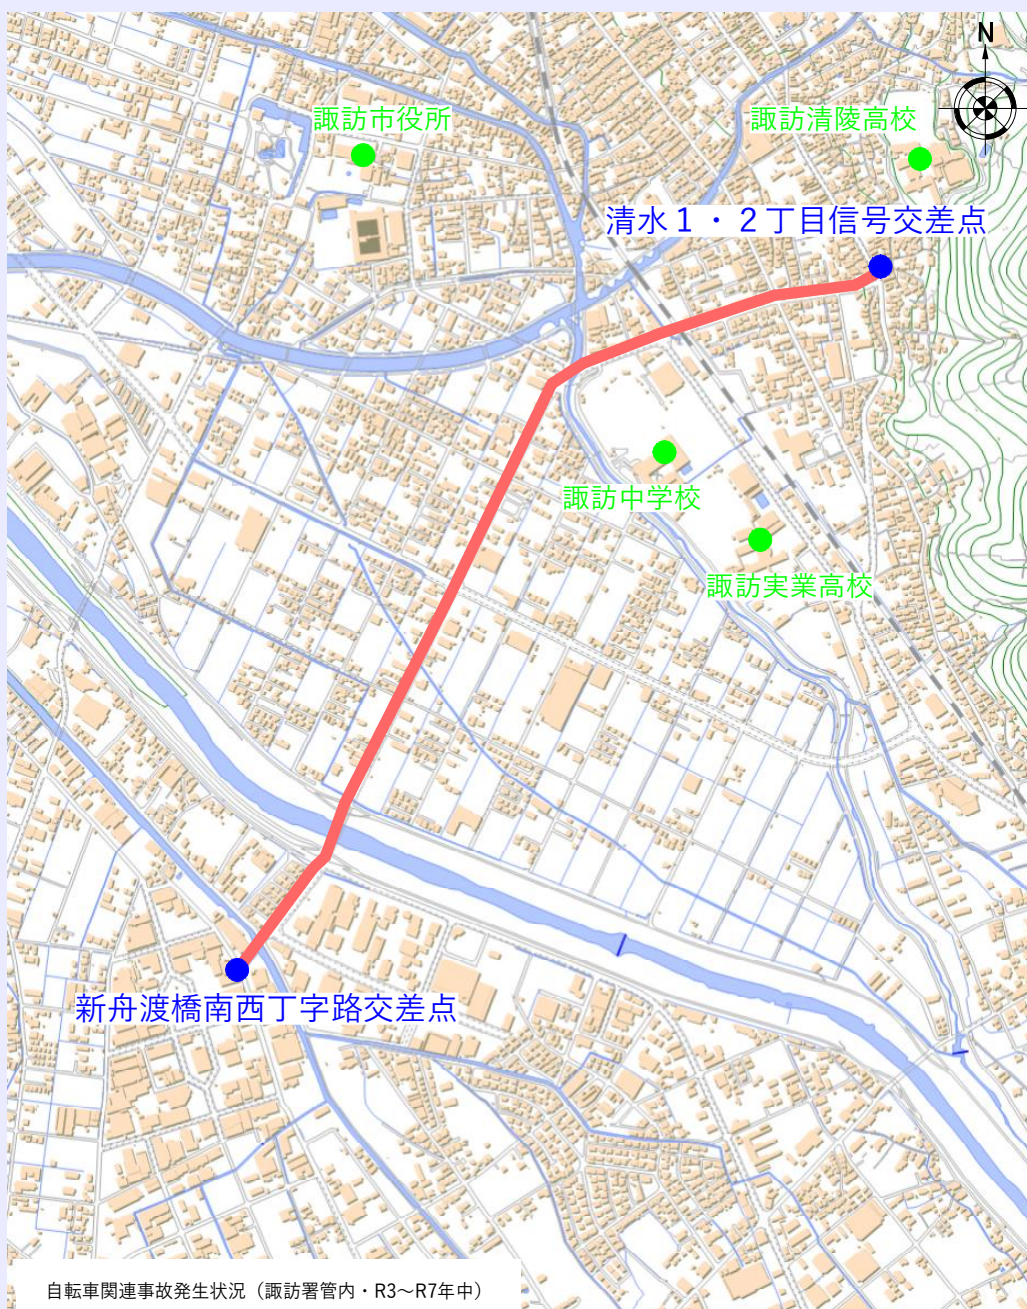 N
諏訪市役所
諏訪清陵高校
清水１・２丁目信号交差点
諏訪中学校
諏訪実業高校
新舟渡橋南西丁字路交差点
自転車関連事故発生状況（諏訪署管内・R3～R7年中）